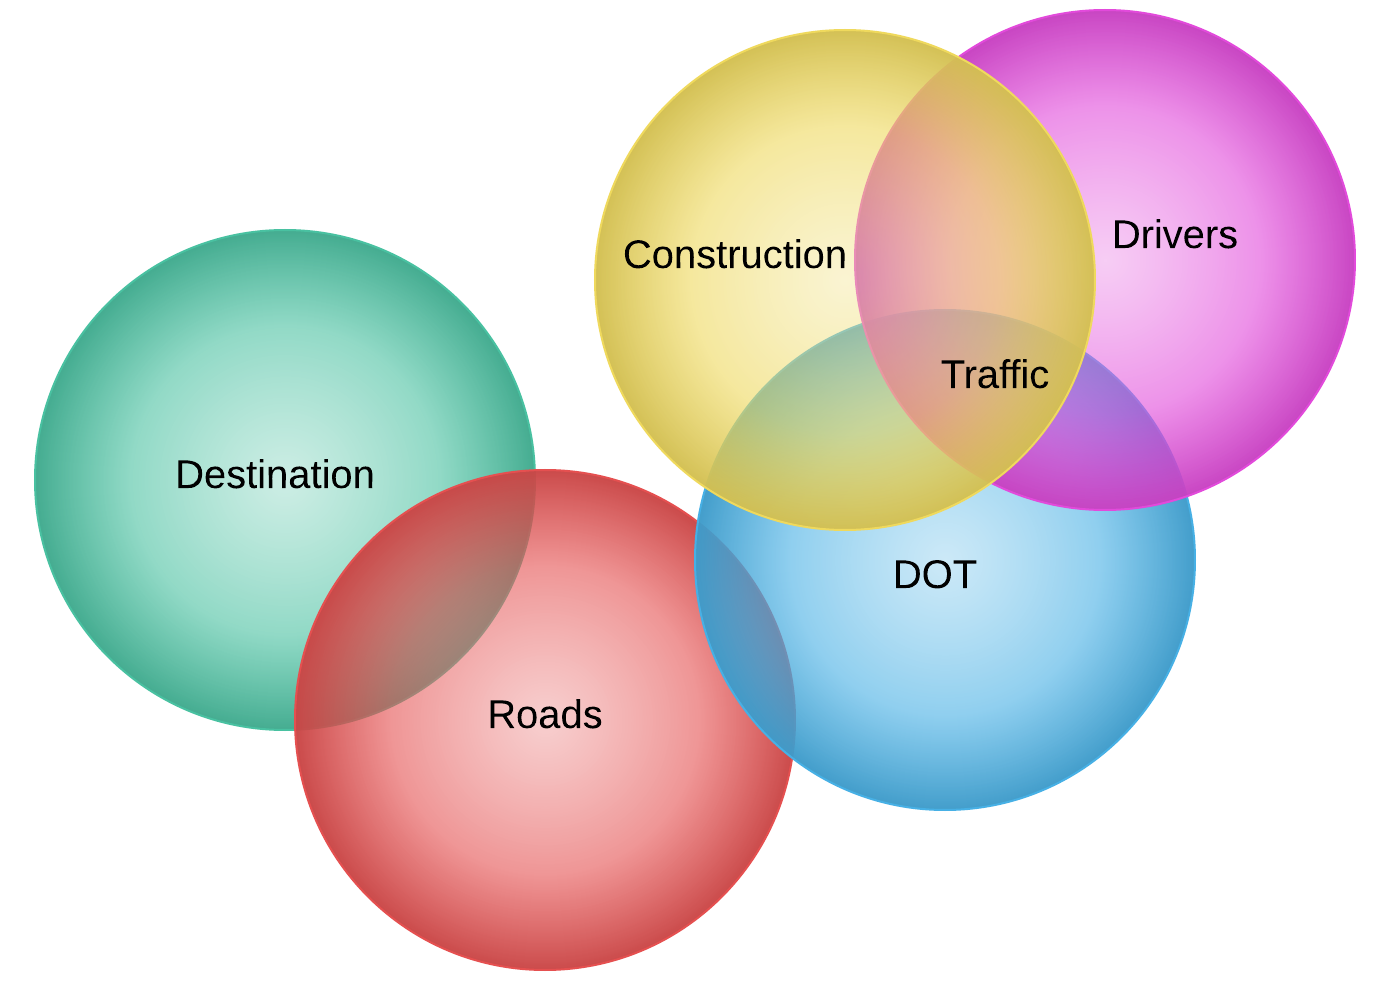 Drivers
Construction
Traffic
Destination
DOT
Roads